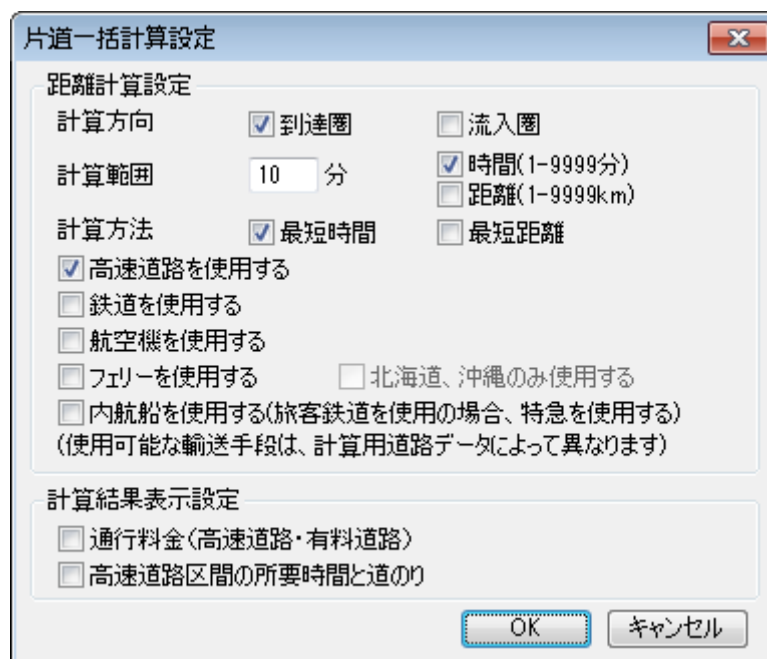 片道一括計算設定
距離計算設定
計算方向 到達圏 流入圏
計算範囲 10 分 時間(1-9999分)
距離(1-9999km)
計算方法 最短時間 最短距離
高速道路を使用する
鉄道を使用する
航空機を使用する
フェリーを使用する 北海道、沖縄のみ使用する
内航船を使用する(旅客鉄道を使用の場合、特急を使用する)
(使用可能な輸送手段は、計算用道路データによって異なります)
計算結果表示設定
通行料金(高速道路・有料道路)
高速道路区間の所要時間と道のり
OK キャンセル